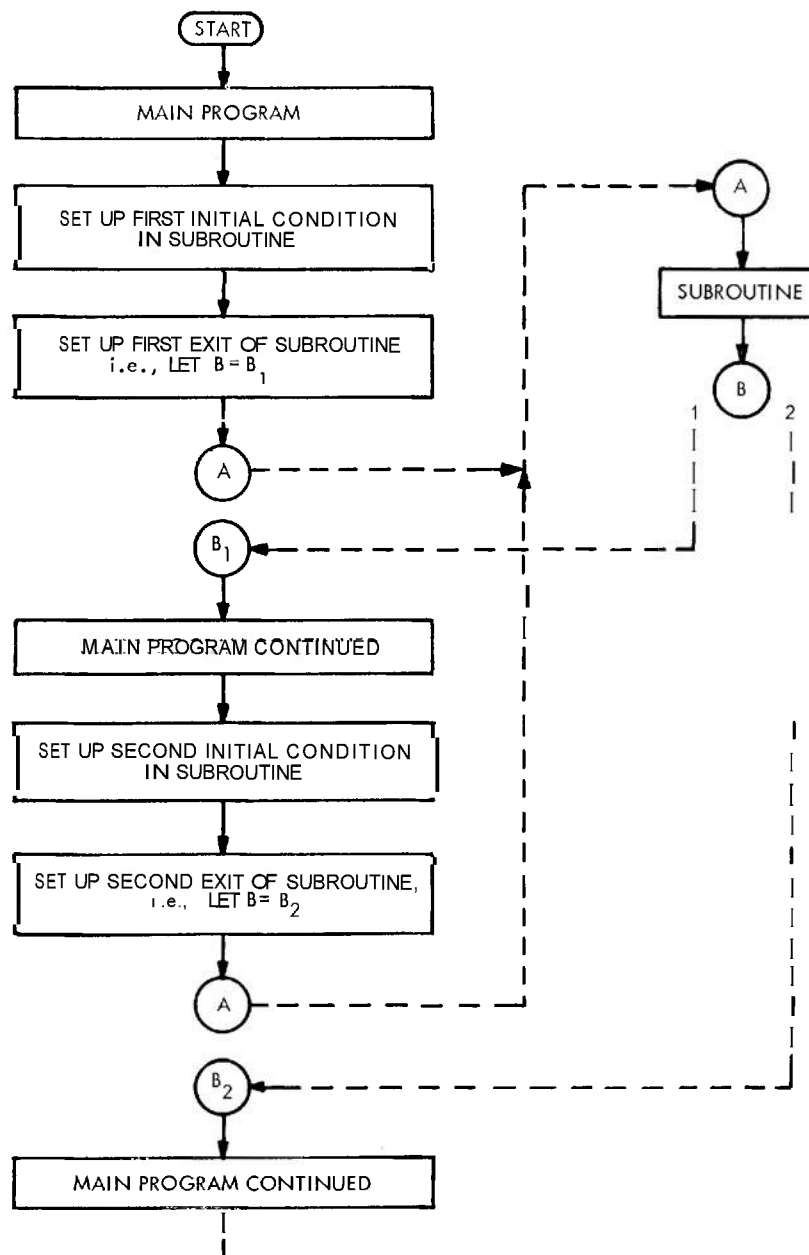 START
MAIN PROGRAM
SET UP FIRST INITIAL CONDITION
IN SUBROUTINE
SET UP FIRST EXIT OF SUBROUTINE
i.e., LET B = B1
A
B1
MAIN PROGRAM CONTINUED
SET UP SECOND INITIAL CONDITION
IN SUBROUTINE
SET UP SECOND EXIT OF SUBROUTINE,
i.e., LET B = B2
A
B2
MAIN PROGRAM CONTINUED
A
SUBROUTINE
B
1 2